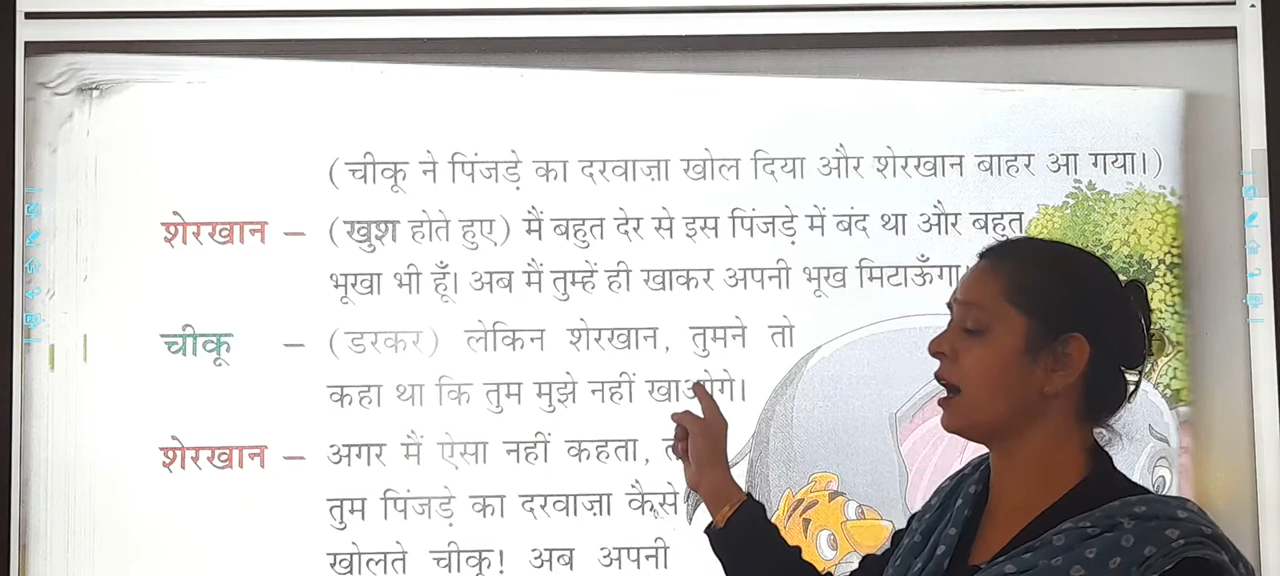 (चीकू ने पिंजड़े का दरवाज़ा खोल दिया और शेरखान बाहर आ गया।)
शेरखान – (खुश होते हुए) मैं बहुत देर से इस पिंजड़े में बंद था और बहुत
भूखा भी हूँ। अब मैं तुम्हें ही खाकर अपनी भूख मिटाऊँगा।
चीकू – (डरकर) लेकिन शेरखान, तुमने तो
कहा था कि तुम मुझे नहीं खाओगे।
शेरखान – अगर मैं ऐसा नहीं कहता,
तुम पिंजड़े का दरवाज़ा कैसे
खोलते चीकू! अब अपनी